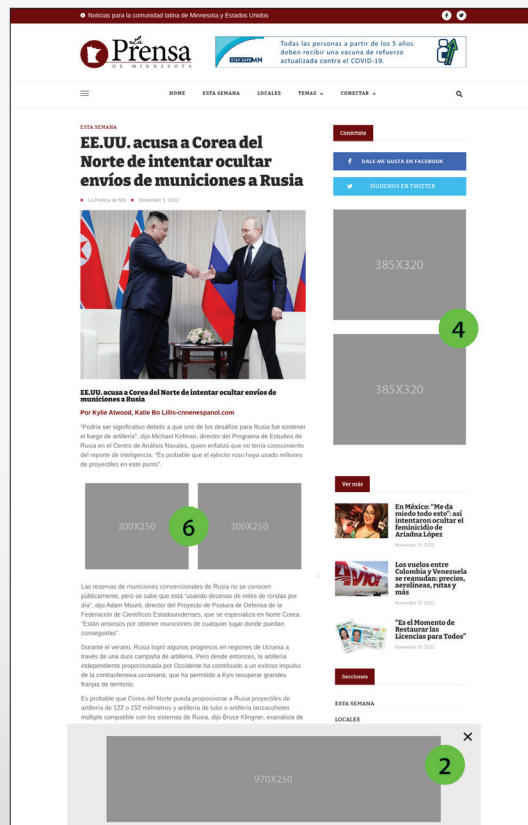 Noticias para la comunidad latina de Minnesota y Estados Unidos
La
Prensa
DE MINNESOTA
STAY SAFE MN
Todas las personas a partir de los 5 años
deben recibir una vacuna de refuerzo
actualizada contra el COVID-19.
HOME ESTA SEMANA LOCALES TEMAS CONECTAR
ESTA SEMANA
EE.UU. acusa a Corea del
Norte de intentar ocultar
envíos de municiones a Rusia
La Prensa de MN November 3, 2022
EE.UU. acusa a Corea del Norte de intentar ocultar envíos de
municiones a Rusia
Por Kylie Atwood, Katie Bo Lillis-cnnenespanol.com
"Podría ser significativo debido a que uno de los desafíos para Rusia fue sostener
el fuego de artillería", dijo Michael Kofman, director del Programa de Estudios de
Rusia en el Centro de Análisis Navales, quien enfatizó que no tenía conocimiento
del reporte de inteligencia. "Es probable que el ejército ruso haya usado millones
de proyectiles en este punto".
300X250
6
300X250
Las reservas de municiones convencionales de Rusia no se conocen
públicamente, pero se sabe que está "usando decenas de miles de rondas por
día", dijo Adam Mount, director del Proyecto de Postura de Defensa de la
Federación de Científicos Estadounidenses, que se especializa en Norte Corea.
"Están ansiosos por obtener municiones de cualquier lugar donde puedan
conseguirlas".
Durante el verano, Rusia logró algunos progresos en regiones de Ucrania a
través de una dura campaña de artillería. Pero desde entonces, la artillería
independiente proporcionada por Occidente ha contribuido a un exitoso impulso
de la contraofensiva ucraniana, que ha permitido a Kyiv recuperar grandes
franjas de territorio.
Es probable que Corea del Norte pueda proporcionar a Rusia proyectiles de
artillería de 122 o 152 milímetros y artillería de tubo o artillería lanzacohetes
múltiple compatible con los sistemas de Rusia, dijo Bruce Klingner, exanalista de
Conéctate
DALE ME GUSTA EN FACEBOOK
SÍGUENOS EN TWITTER
385X320
4
385X320
Ver más
En México: "Me da
miedo todo esto": así
intentaron ocultar el
feminicidio de
Ariadna López
November 10, 2022
Avior
Los vuelos entre
Colombia y Venezuela
se reanudan: precios,
aerolíneas, rutas y
más
November 10, 2022
"Es el Momento de
Restaurar las
Licencias para Todos"
November 10, 2022
Secciones
ESTA SEMANA
LOCALES
970X250
2